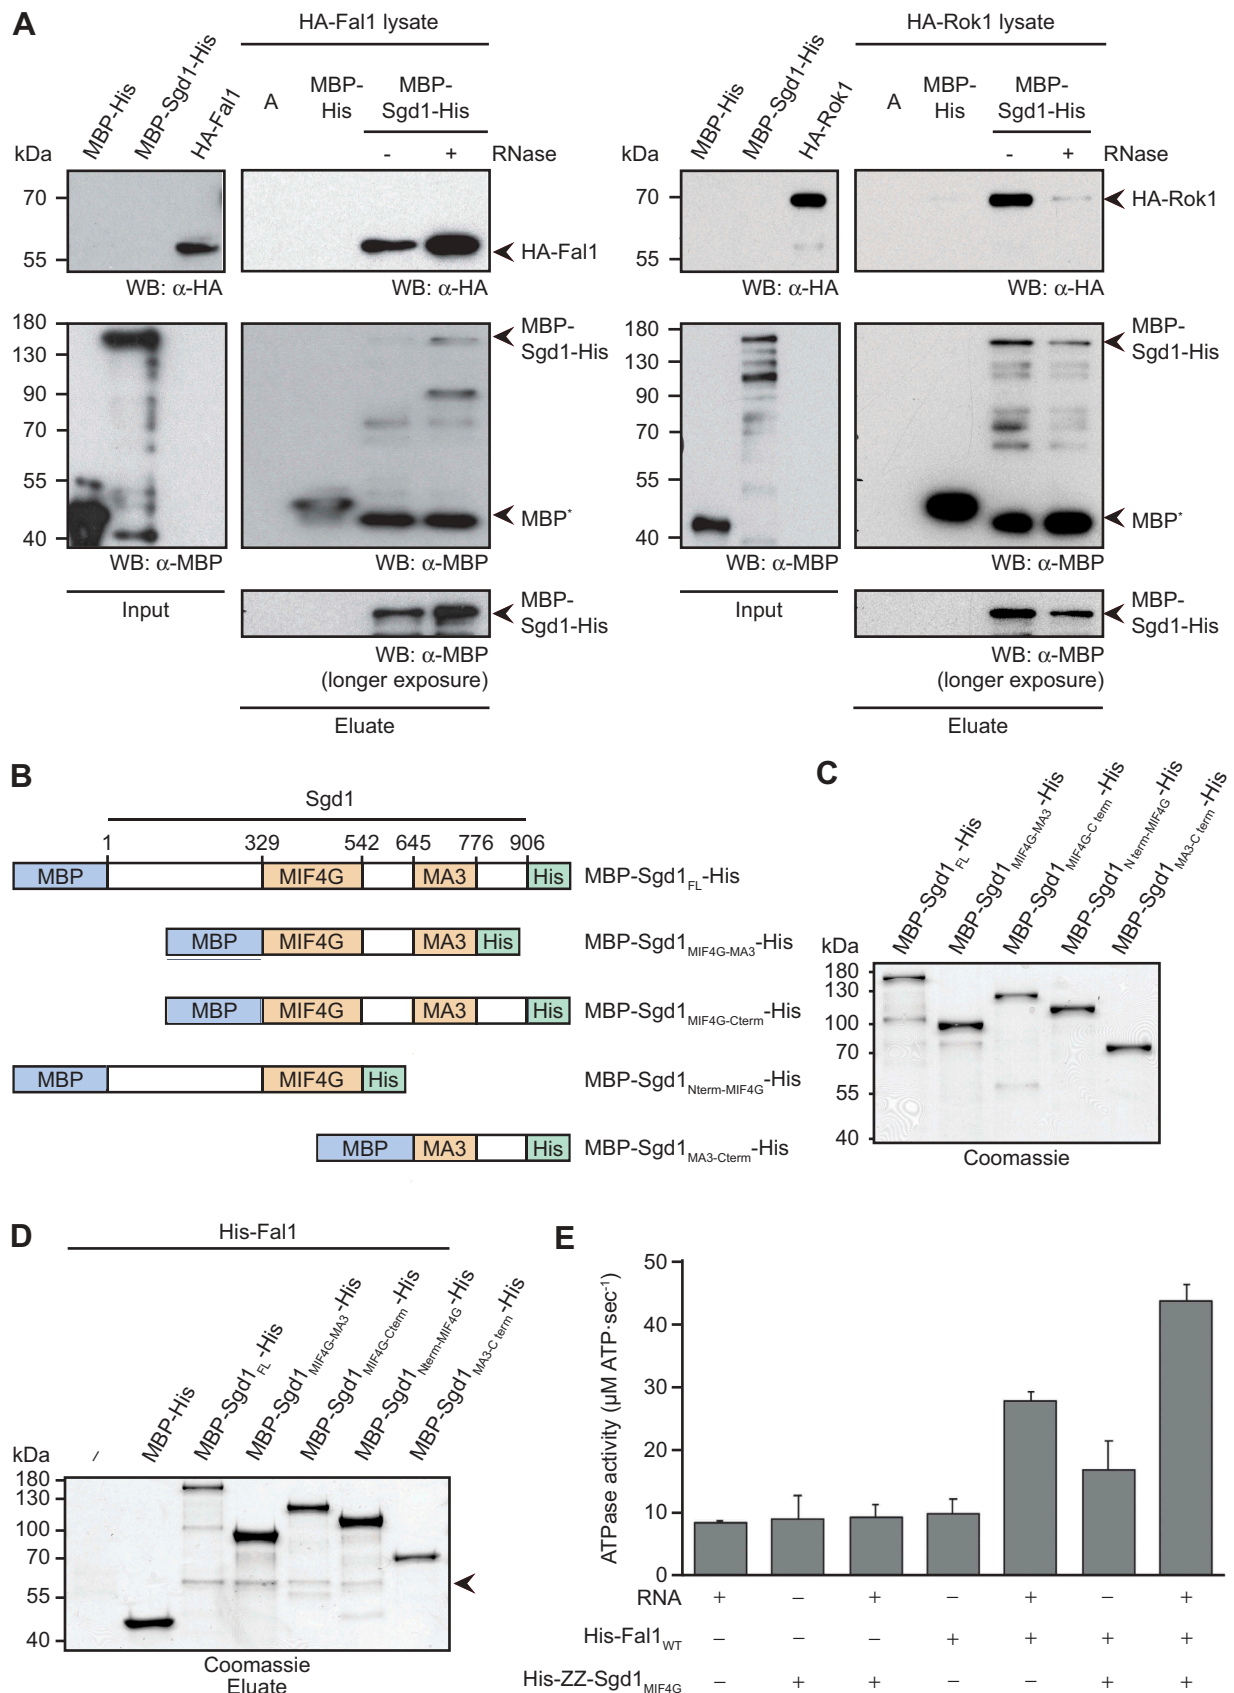 A
HA-Fal1 lysate
MBP-His
MBP-Sgd1-His
HA-Fal1
A
MBP-His
MBP-Sgd1-His
kDa
- + RNase
70
55
HA-Fal1
WB: α-HA
WB: α-HA
180
130
90
70
55
40
MBP-Sgd1-His
MBP*
WB: α-MBP
WB: α-MBP
Input
MBP-Sgd1-His
WB: α-MBP
(longer exposure)
Eluate
HA-Rok1 lysate
MBP-His
MBP-Sgd1-His
HA-Rok1
A
MBP-His
MBP-Sgd1-His
kDa
- + RNase
70
55
HA-Rok1
WB: α-HA
WB: α-HA
180
130
90
70
55
40
MBP-Sgd1-His
MBP*
WB: α-MBP
WB: α-MBP
Input
MBP-Sgd1-His
WB: α-MBP
(longer exposure)
Eluate
B
Sgd1
1 329 542 645 776 906
MBP MIF4G MA3 His MBP-Sgd1FL-His
MBP MIF4G MA3 His MBP-Sgd1MIF4G-MA3-His
MBP MIF4G MA3 His MBP-Sgd1MIF4G-Cterm-His
MBP MIF4G His MBP-Sgd1Nterm-MIF4G-His
MBP MA3 His MBP-Sgd1MA3-Cterm-His
C
MBP-Sgd1FL-His
MBP-Sgd1MIF4G-MA3-His
MBP-Sgd1MIF4G-C term-His
MBP-Sgd1N term-MIF4G-His
MBP-Sgd1MA3-C term-His
kDa
180
130
100
70
55
40
Coomassie
D
His-Fal1
/
MBP-His
MBP-Sgd1FL-His
MBP-Sgd1MIF4G-MA3-His
MBP-Sgd1MIF4G-Cterm-His
MBP-Sgd1Nterm-MIF4G-His
MBP-Sgd1MA3-C term-His
kDa
180
130
100
70
55
40
Coomassie
Eluate
E
ATPase activity (µM ATP·sec-1)
50
40
30
20
10
0
RNA + – + – + – +
His-Fal1WT – – – + + + +
His-ZZ-Sgd1MIF4G – + + – – + +